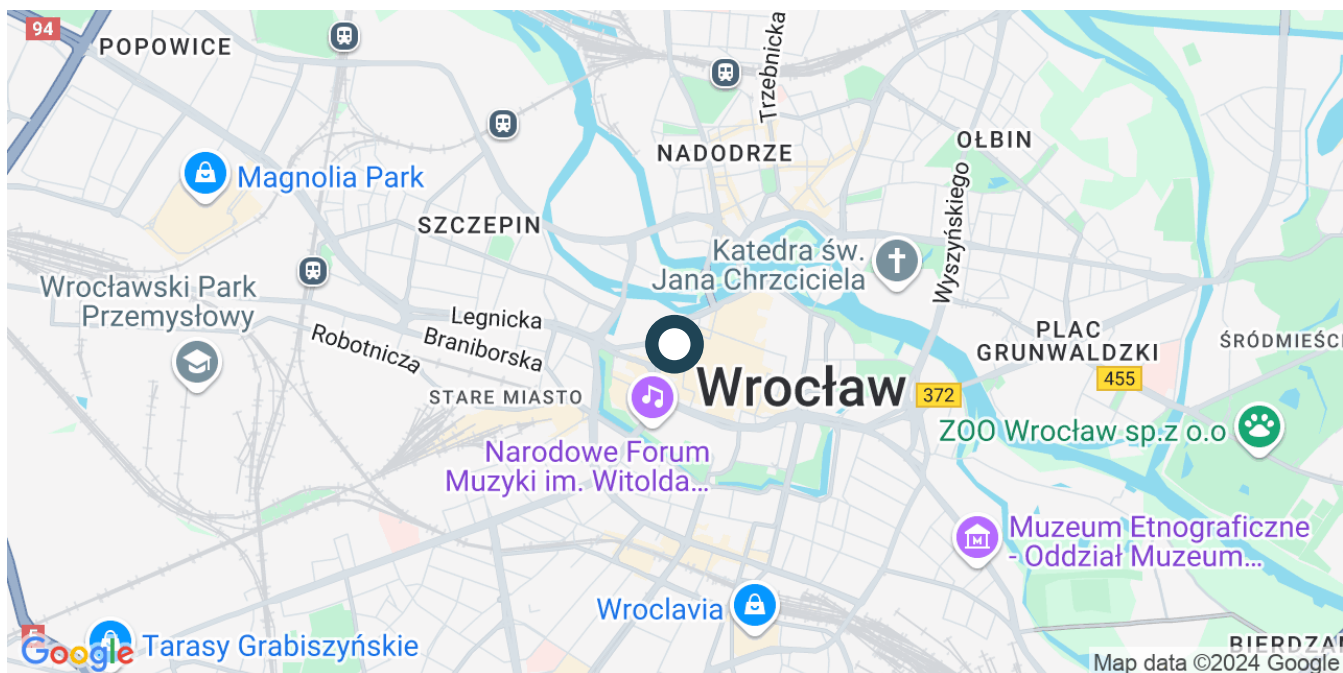 94
POPOWICE
Trzebnicka
OŁBIN
NADODRZE
Magnolia Park
Wyszyńskiego
SZCZEPIN
Katedra św.
Jana Chrzciciela
Wrocławski Park
Przemysłowy
Legnicka
Braniborska
Robotnicza
PLAC
GRUNWALDZKI
ŚRÓDMIEŚCI
455
STARE MIASTO
Wrocław
372
ZOO Wrocław sp.z o.o
Narodowe Forum
Muzyki im. Witolda...
Muzeum Etnograficzne
- Oddział Muzeum...
Wroclavia
Tarasy Grabiszyńskie
BIERDZAN
Google
Map data ©2024 Google